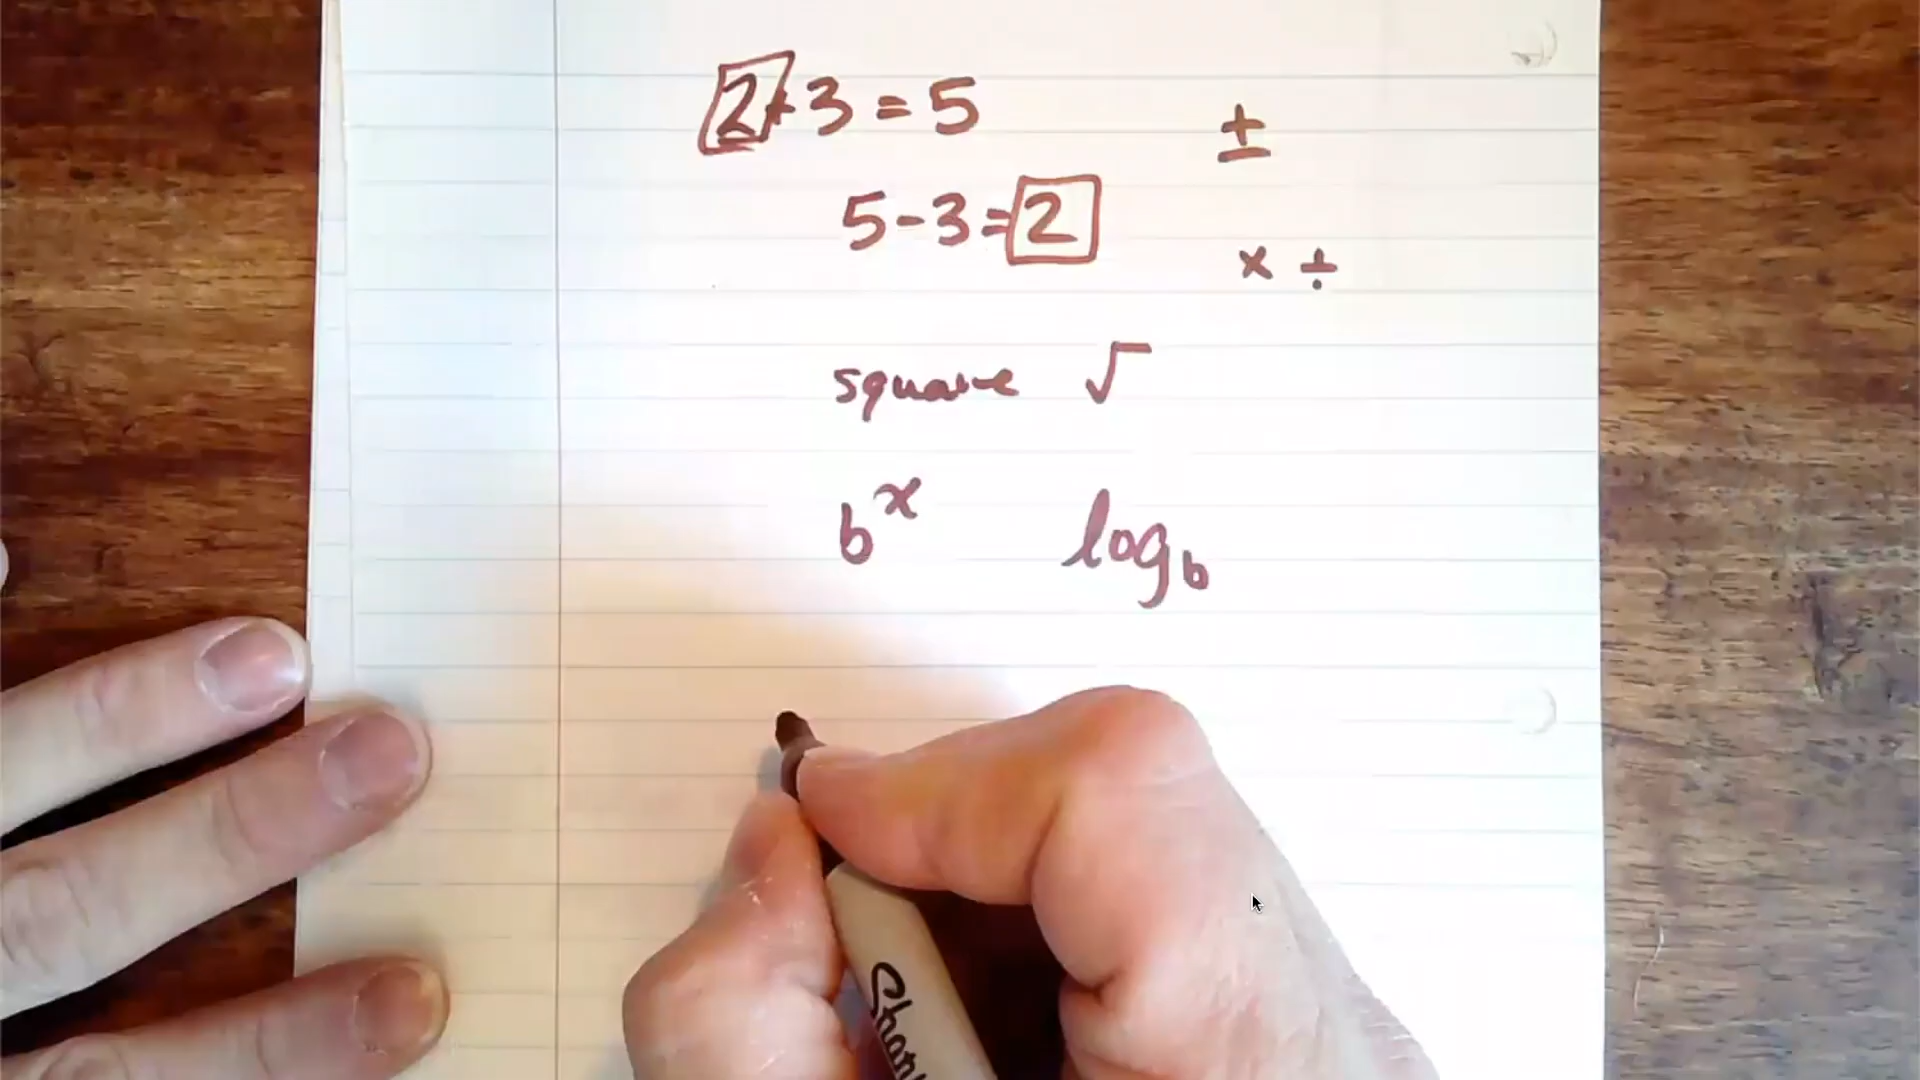 2+3=5 ±
5-3=2
× ÷
square √
b^x log_b